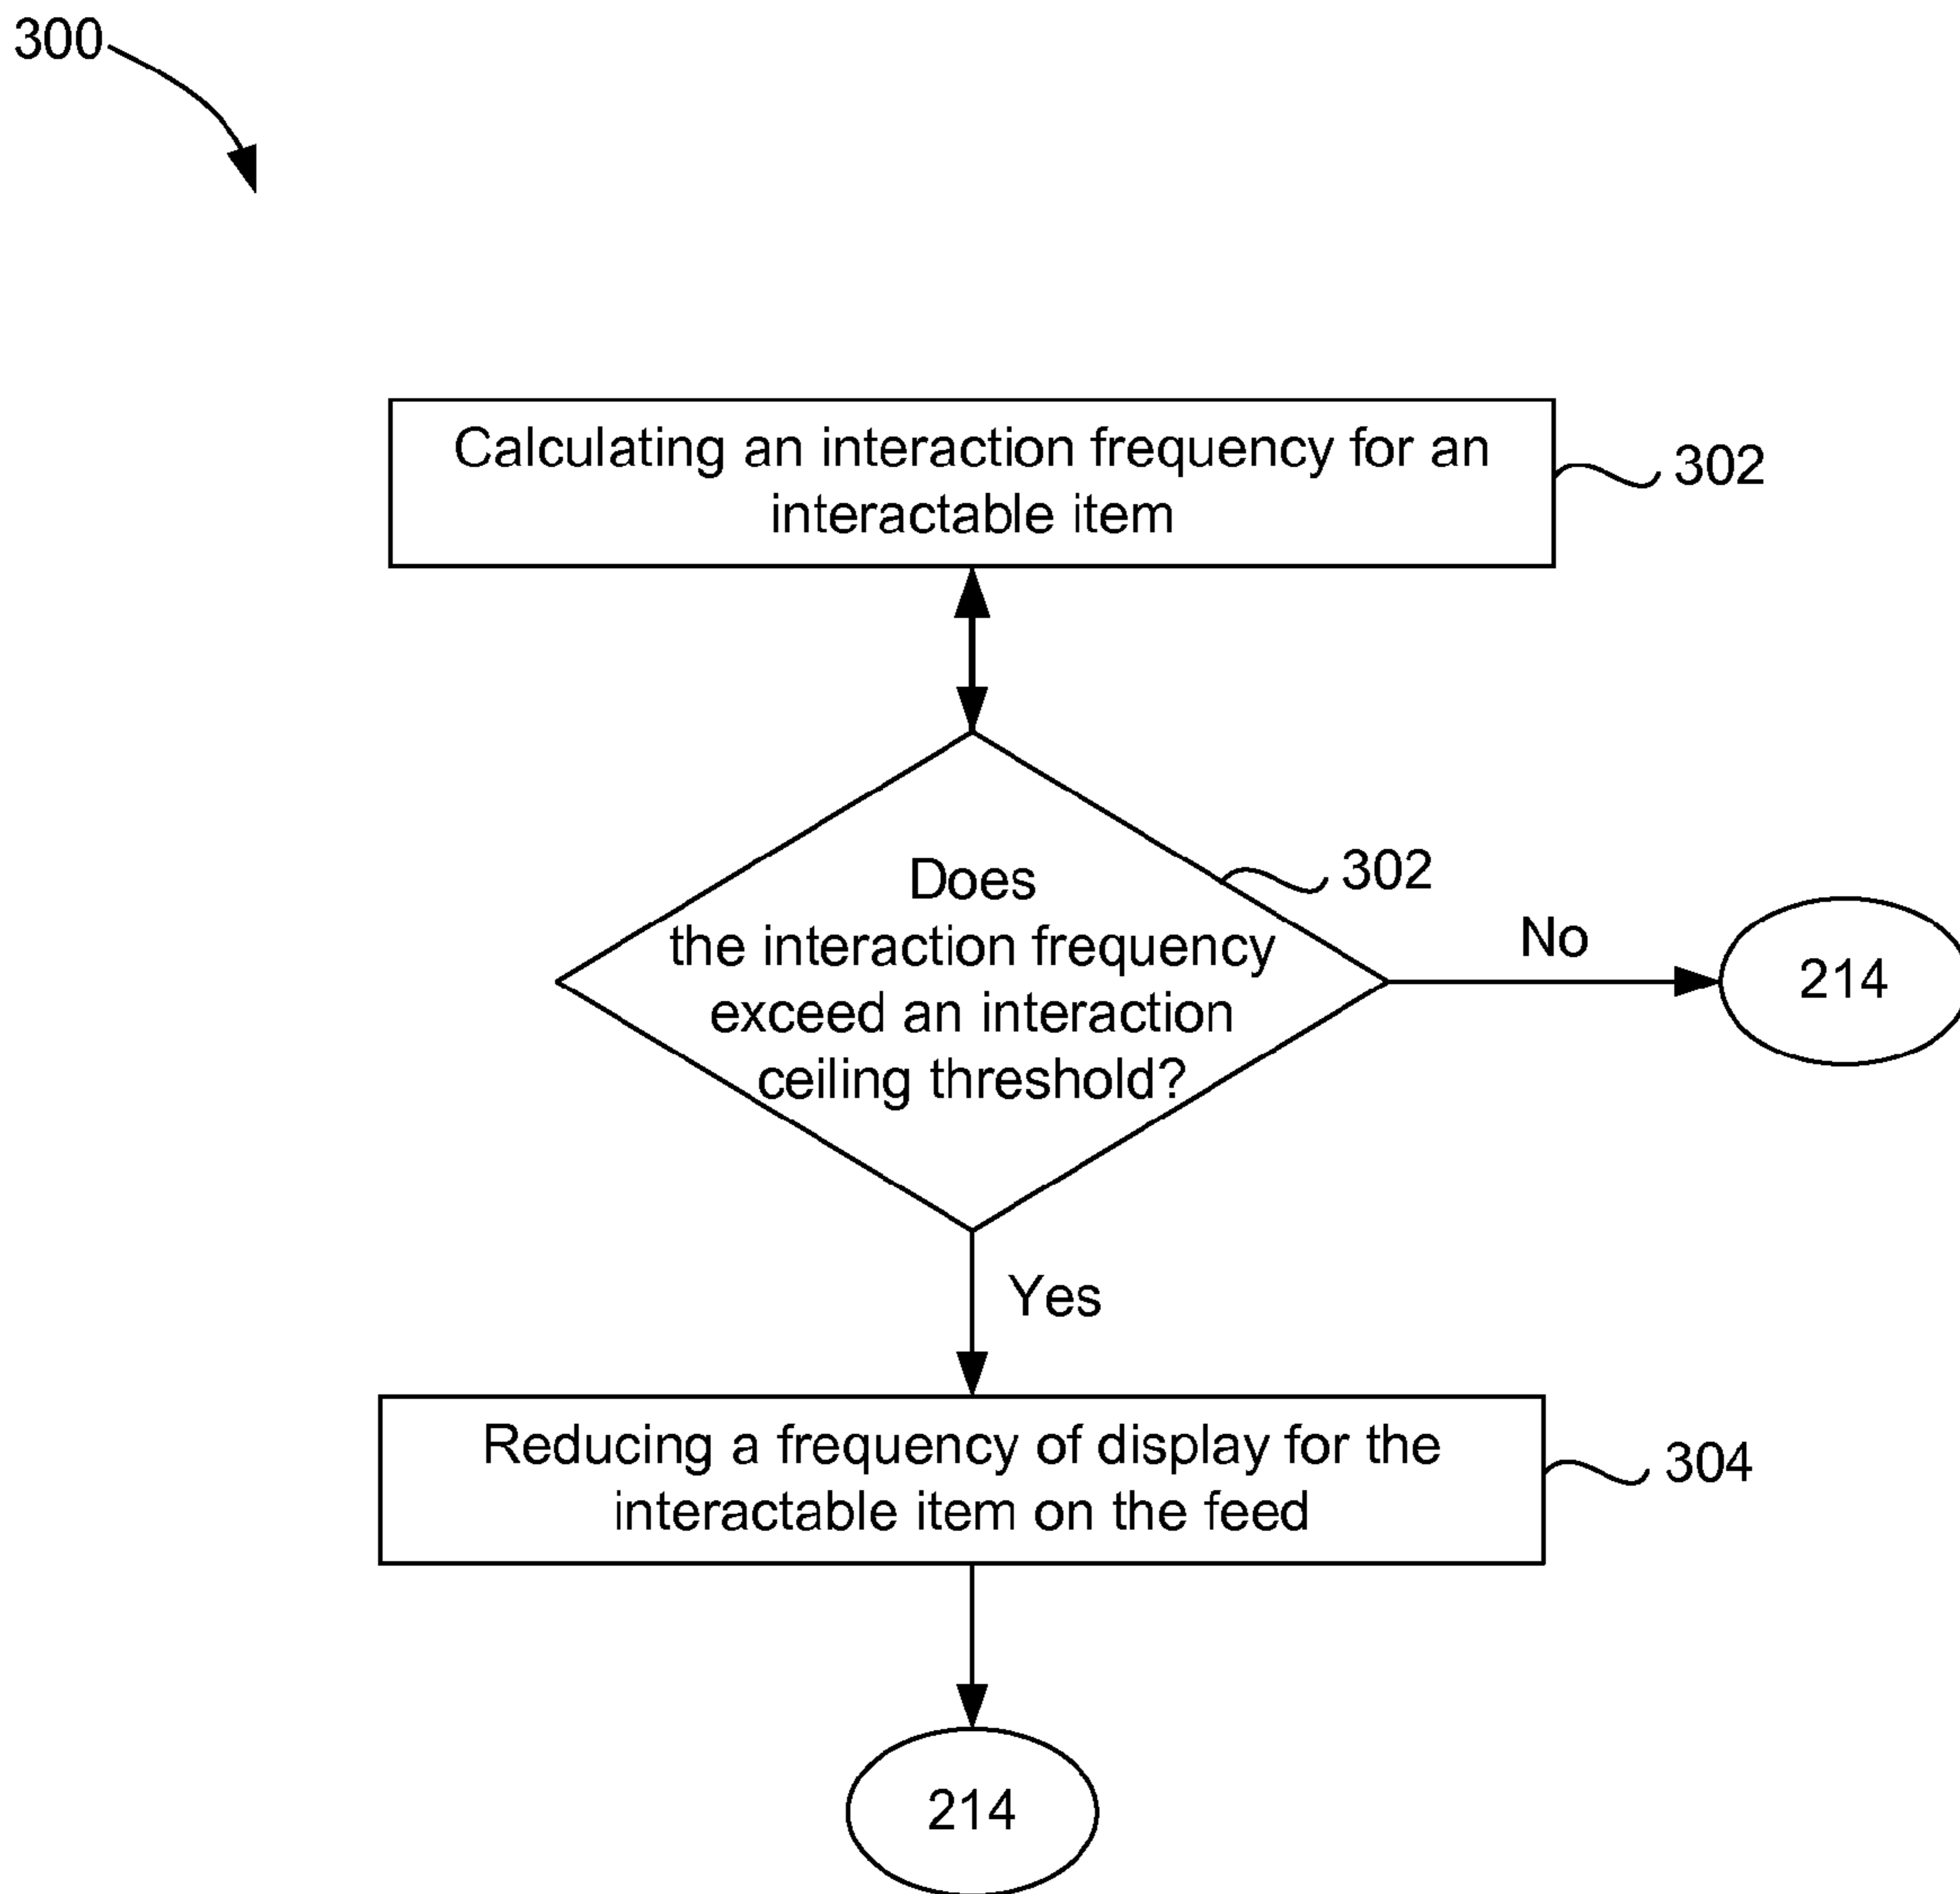 300
Calculating an interaction frequency for an
interactable item
302
Does
the interaction frequency
exceed an interaction
ceiling threshold?
302
No
214
Yes
Reducing a frequency of display for the
interactable item on the feed
304
214